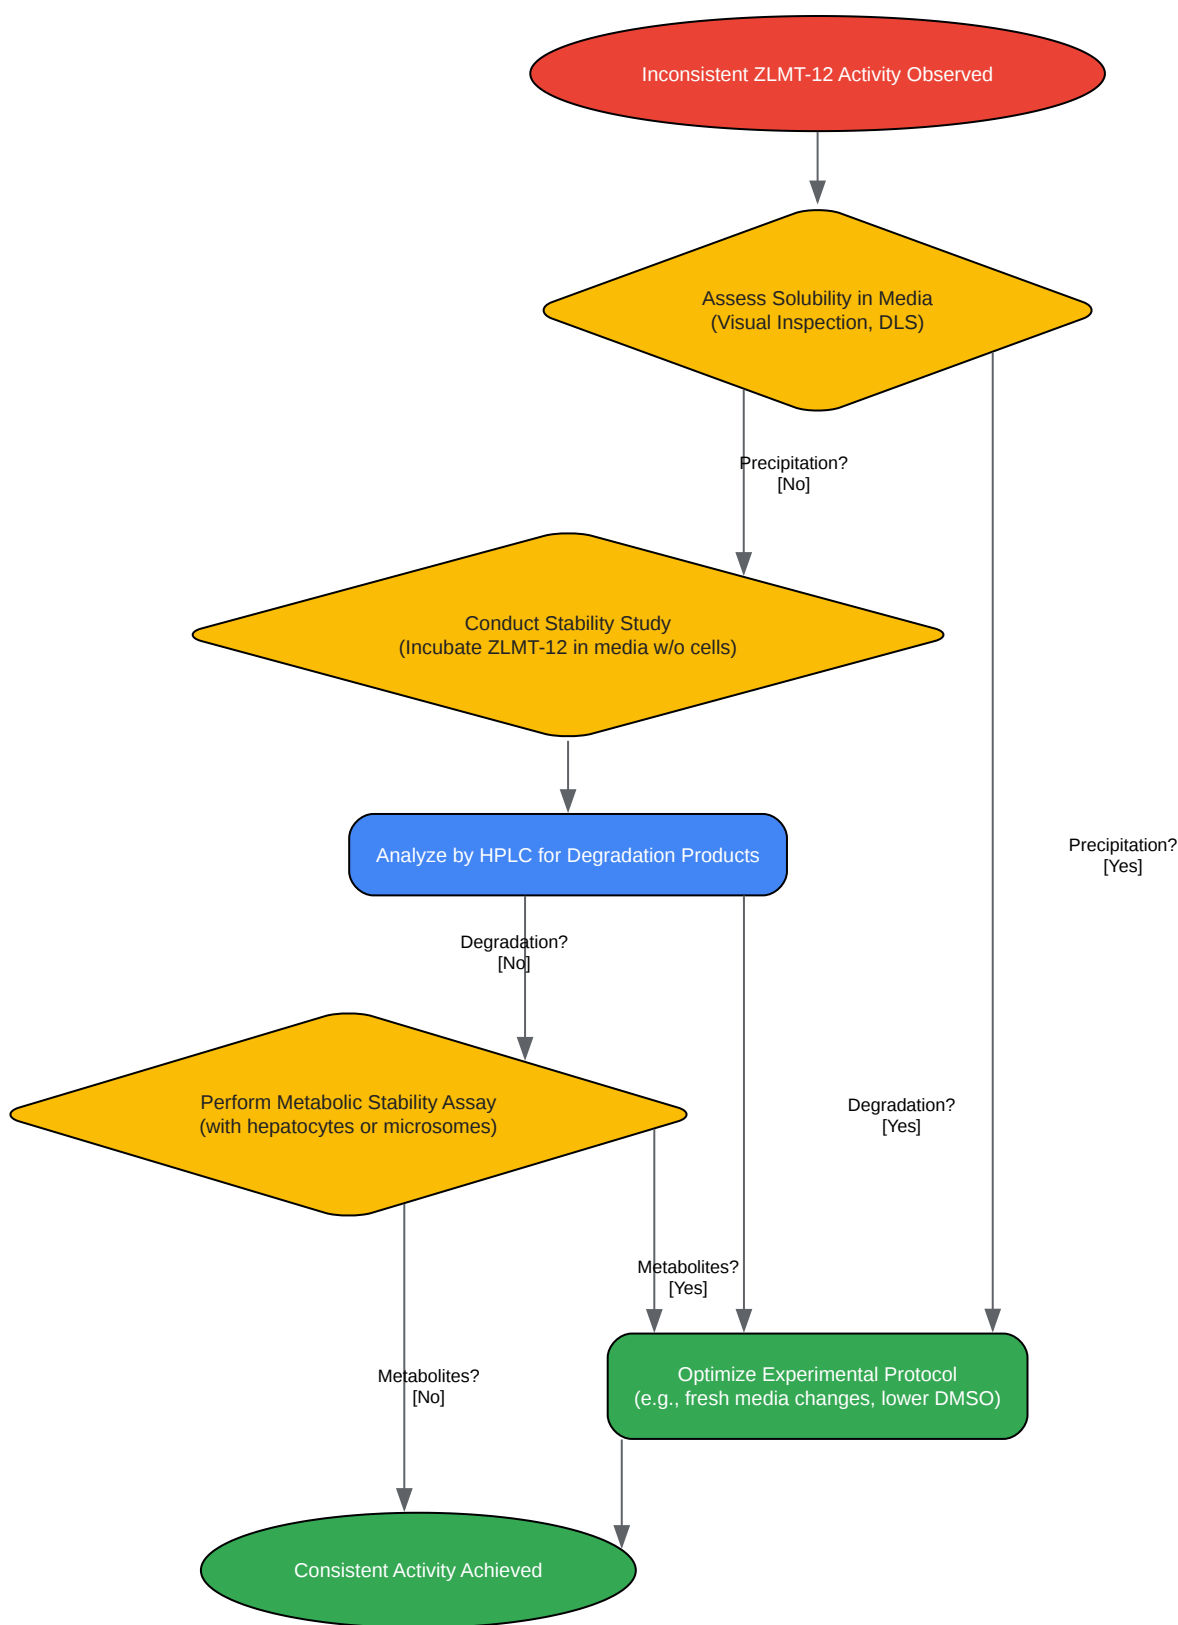 Inconsistent ZLMT-12 Activity Observed
Assess Solubility in Media
(Visual Inspection, DLS)
Precipitation?
[No]
Conduct Stability Study
(Incubate ZLMT-12 in media w/o cells)
Analyze by HPLC for Degradation Products
Precipitation?
[Yes]
Degradation?
[No]
Perform Metabolic Stability Assay
(with hepatocytes or microsomes)
Degradation?
[Yes]
Metabolites?
[Yes]
Metabolites?
[No]
Optimize Experimental Protocol
(e.g., fresh media changes, lower DMSO)
Consistent Activity Achieved